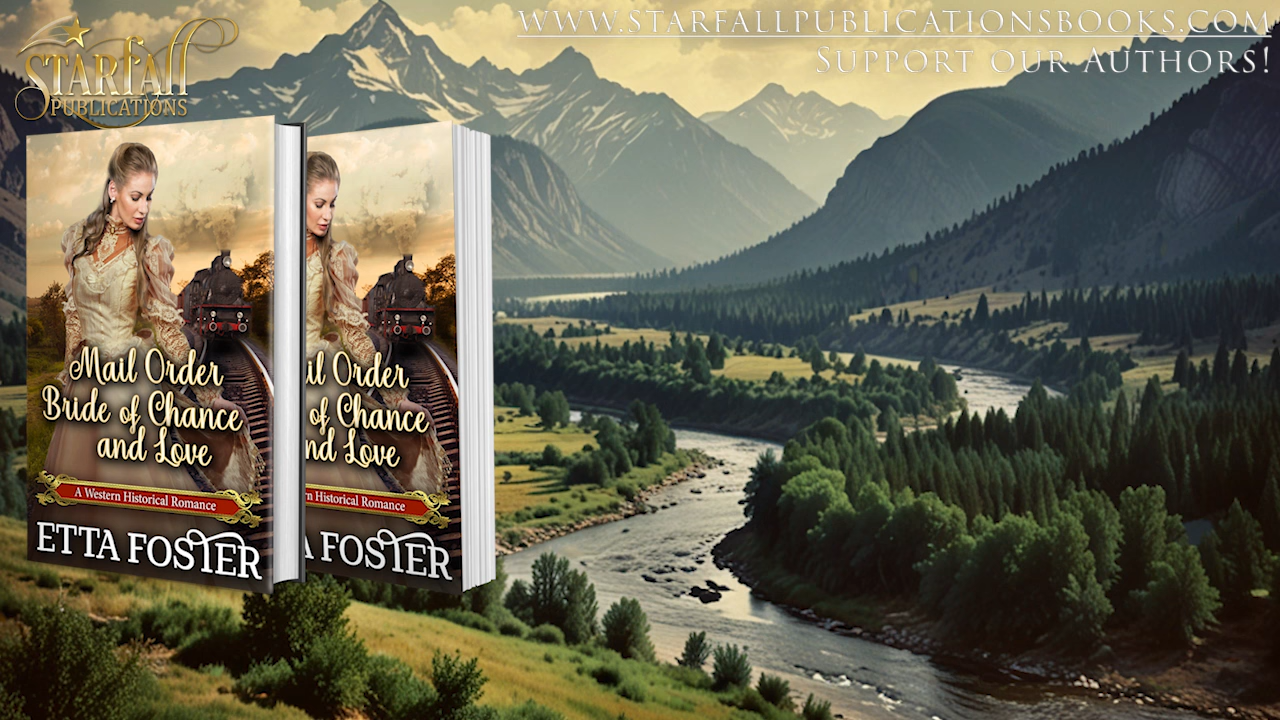 STARfall
PUBLICATIONS
WWW.STARFALLPUBLICATIONSBOOKS.COM
SUPPORT OUR AUTHORS!
Mail Order
Bride of Chance
and Love
A Western Historical Romance
ETTA FOSTER
il Order
of Chance
nd Love
rn Historical Romance
A FOSTER